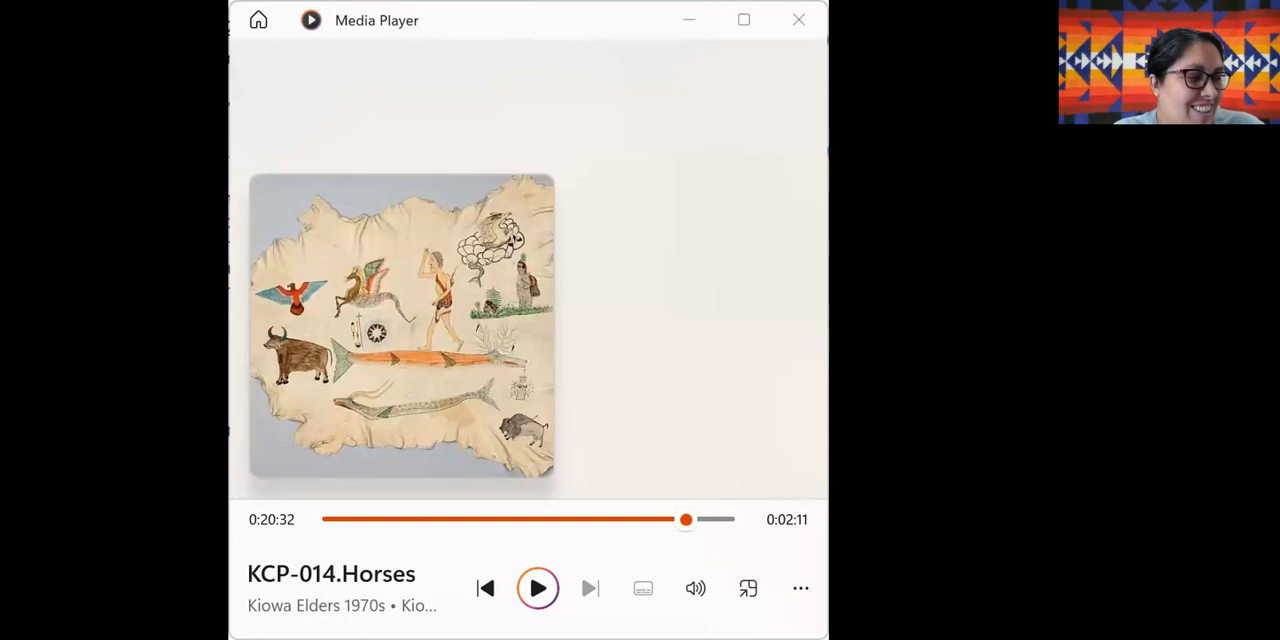 Media Player
0:20:32
0:02:11
KCP-014.Horses
Kiowa Elders 1970s • Kio...